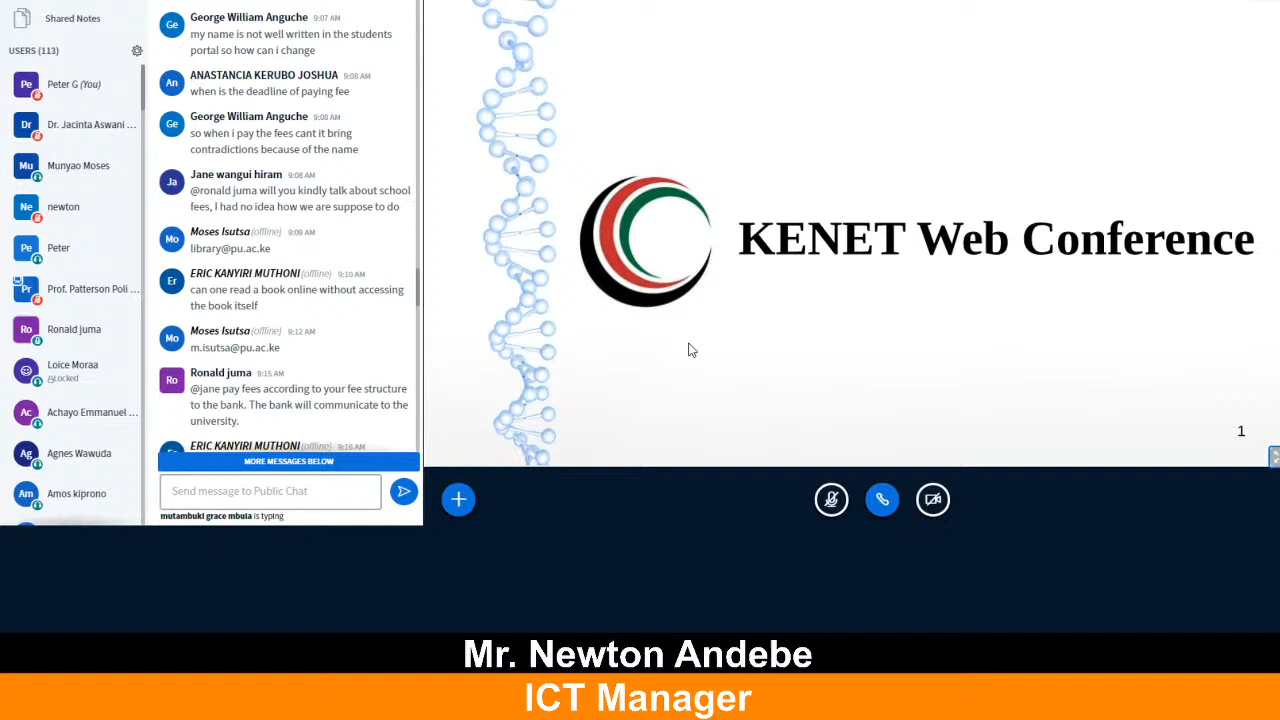 Shared Notes
USERS (113)
Pe
Peter G (You)
Dr
Dr. Jacinta Aswani ...
Mu
Munyao Moses
Ne
newton
Pe
Peter
Pr
Prof. Patterson Poli ...
Ro
Ronald juma
Loice Moraa
Locked
Ac
Achayo Emmanuel ...
Ag
Agnes Wawuda
Am
Amos kiprono
Ge
George William Anguche 9:07 AM
my name is not well written in the students
portal so how can i change
An
ANASTANCIA KERUBO JOSHUA 9:08 AM
when is the deadline of paying fee
Ge
George William Anguche 9:08 AM
so when i pay the fees cant it bring
contradictions because of the name
Ja
Jane wangui hiram 9:08 AM
@ronald juma will you kindly talk about school
fees, I had no idea how we are suppose to do
Mo
Moses Isutsa (offline) 9:09 AM
library@pu.ac.ke
Er
ERIC KANYIRI MUTHONI (offline) 9:10 AM
can one read a book online without accessing
the book itself
Mo
Moses Isutsa (offline) 9:12 AM
m.isutsa@pu.ac.ke
Ro
Ronald juma 9:15 AM
@jane pay fees according to your fee structure
to the bank. The bank will communicate to the
university.
ERIC KANYIRI MUTHONI (offline) 9:16 AM
MORE MESSAGES BELOW
Send message to Public Chat
mutambuki grace mbula is typing
KENET Web Conference
1
Mr. Newton Andebe
ICT Manager